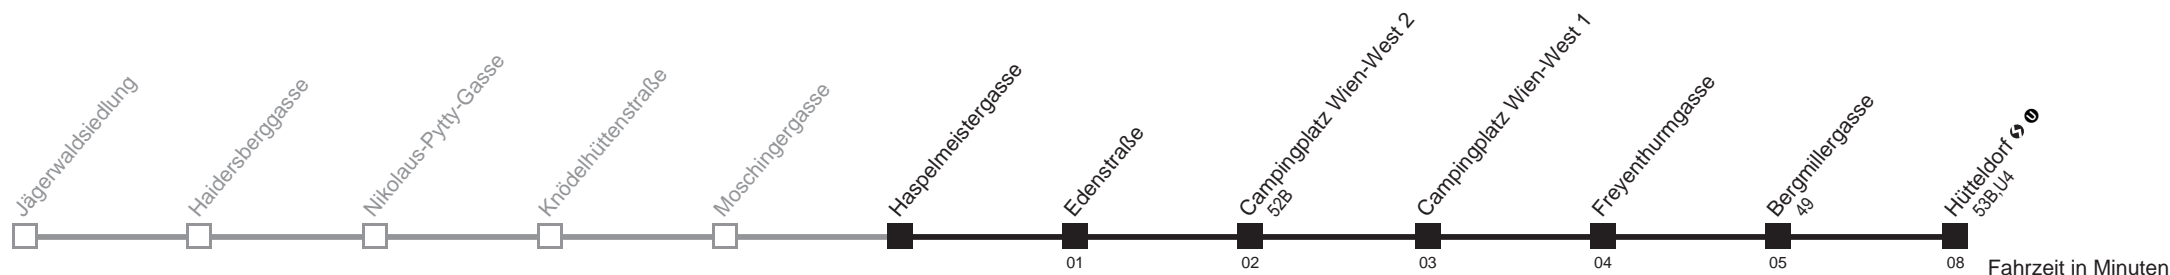 Jägerwaldsiedlung
Haidersberggasse
Nikolaus-Pytty-Gasse
Knödelhüttenstraße
Moschingergasse
Haspelmeistergasse
Edenstraße
Campingplatz Wien-West 2
52B
Campingplatz Wien-West 1
Freyenthurmgasse
Bergmillergasse
49
Hütteldorf S U
53B,U4
01
02
03
04
05
08
Fahrzeit in Minuten